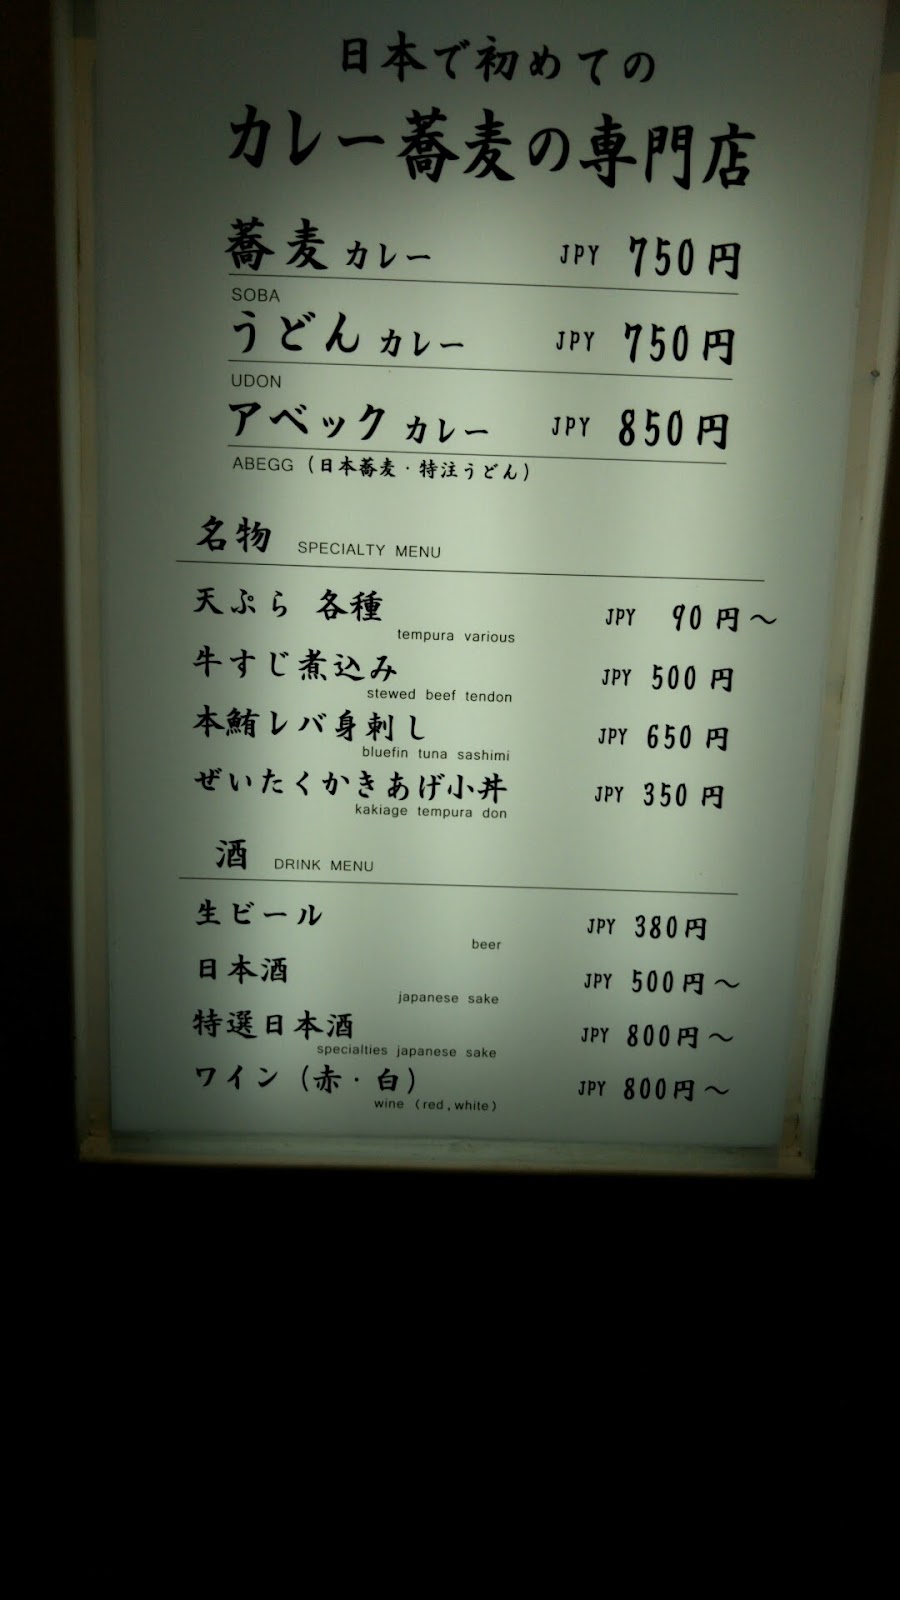 日本で初めての
カレー蕎麦の専門店
蕎麦 カレー JPY 750円
SOBA
うどん カレー JPY 750円
UDON
アベック カレー JPY 850円
ABEGG (日本蕎麦・特注うどん)
名物 SPECIALTY MENU
天ぷら 各種 JPY 90円〜
tempura various
牛すじ煮込み JPY 500円
stewed beef tendon
本鮪レバ身刺し JPY 650円
bluefin tuna sashimi
ぜいたくかきあげ小丼 JPY 350円
kakiage tempura don
酒 DRINK MENU
生ビール JPY 380円
beer
日本酒 JPY 500円〜
japanese sake
特選日本酒 JPY 800円〜
specialties japanese sake
ワイン (赤・白) JPY 800円〜
wine (red,white)